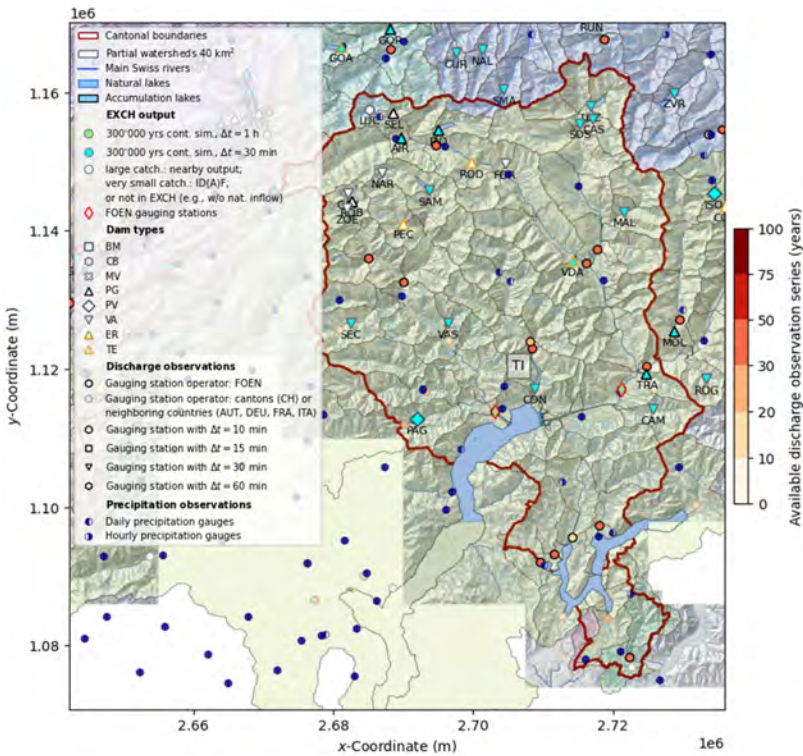 1e6
1.16
1.14
1.12
1.10
1.08
y-Coordinate (m)
Cantonal boundaries
Partial watersheds 40 km²
Main Swiss rivers
Natural lakes
Accumulation lakes
EXCH output
300'000 yrs cont. sim., Δt = 1 h
300'000 yrs cont. sim., Δt = 30 min
large catch.: nearby output;
very small catch.: ID(A)F,
or not in EXCH (e.g., w/o nat. inflow)
FOEN gauging stations
Dam types
BM
CB
MV
PG
PV
VA
ER
TE
Discharge observations
Gauging station operator: FOEN
Gauging station operator: cantons (CH) or
neighboring countries (AUT, DEU, FRA, ITA)
Gauging station with Δt = 10 min
Gauging station with Δt = 15 min
Gauging station with Δt = 30 min
Gauging station with Δt = 60 min
Precipitation observations
Daily precipitation gauges
Hourly precipitation gauges
RUN
GOA
CUR
NAL
SMA
ZVR
SEL
CAS
AIR
NAR
ROD
SAM
ZOE
MAL
PEC
VDA
SEC
VAS
MOL
TI
TRA
ROG
CON
CAM
PAG
2.66
2.68
2.70
2.72
1e6
x-Coordinate (m)
100
75
50
30
20
10
0
Available discharge observation series (years)